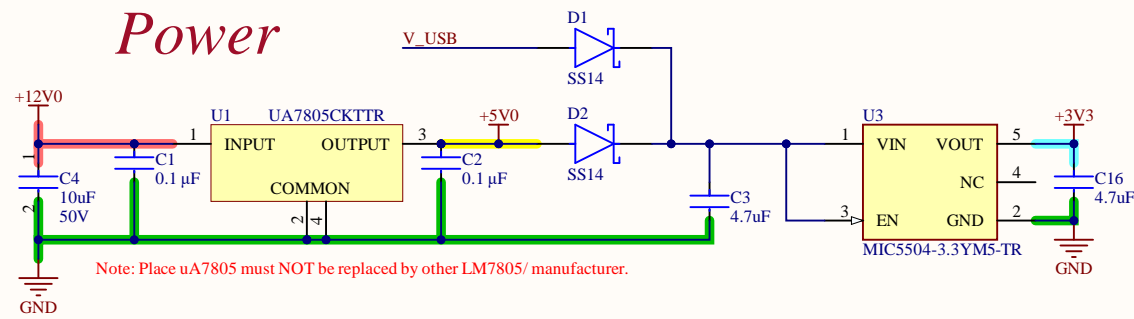 Power
D1
V_USB
SS14
+12V0
U1 UA7805CKTTR
+5V0
D2
U3
+3V3
1 INPUT OUTPUT 3
1 VIN VOUT 5
1
C1
0.1 µF
C2
0.1 µF
SS14
C4
10uF
50V
COMMON
NC 4
C16
4.7uF
2
2
4
C3
4.7uF
3 EN GND 2
MIC5504-3.3YM5-TR
Note: Place uA7805 must NOT be replaced by other LM7805/ manufacturer.
GND
GND